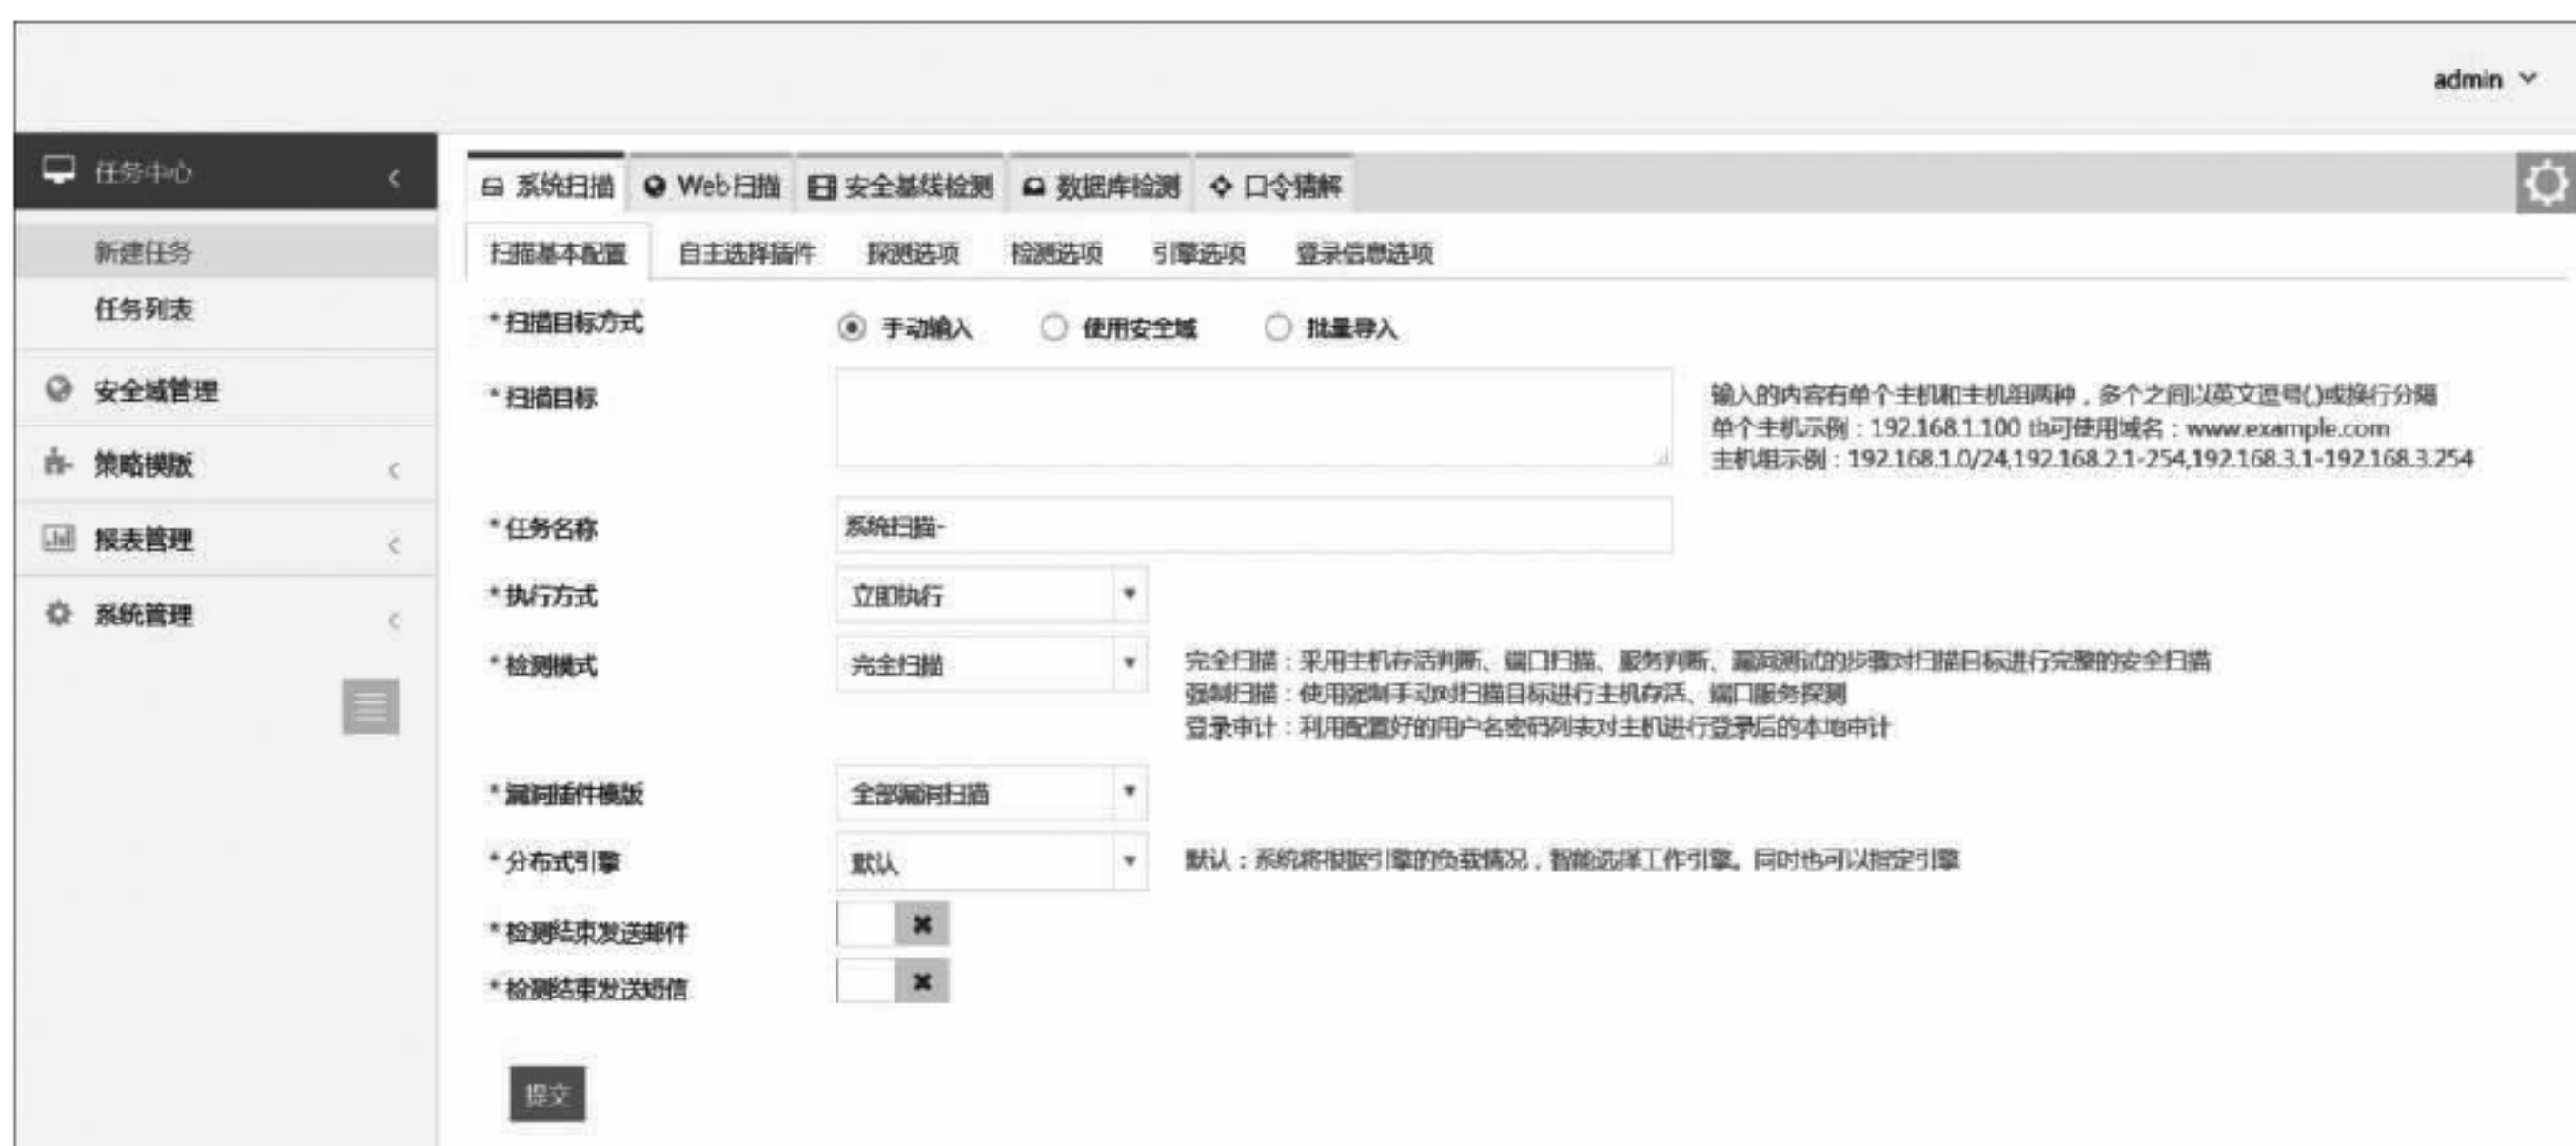 admin
任务中心
新建任务
任务列表
安全域管理
策略模版
报表管理
系统管理
系统扫描 Web扫描 安全基线检测 数据库检测 口令猜解
扫描基本配置 自主选择插件 探测选项 检测选项 引擎选项 登录信息选项
* 扫描目标方式 手动输入 使用安全域 批量导入
* 扫描目标
输入的内容有单个主机和主机组两种，多个之间以英文逗号(,)或换行分隔
单个主机示例：192.168.1.100 也可使用域名：www.example.com
主机组示例：192.168.1.0/24,192.168.2.1-254,192.168.3.1-192.168.3.254
* 任务名称 系统扫描-
* 执行方式 立即执行
* 检测模式 完全扫描
完全扫描：采用主机存活判断、端口扫描、服务判断、漏洞测试的步骤对扫描目标进行完整的安全扫描
强制扫描：使用强制手动对扫描目标进行主机存活、端口服务探测
登录审计：利用配置好的用户名密码列表对主机进行登录后的本地审计
* 漏洞插件模版 全部漏洞扫描
* 分布式引擎 默认 默认：系统将根据引擎的负载情况，智能选择工作引擎。同时也可以指定引擎
* 检测结束发送邮件
* 检测结束发送短信
提交